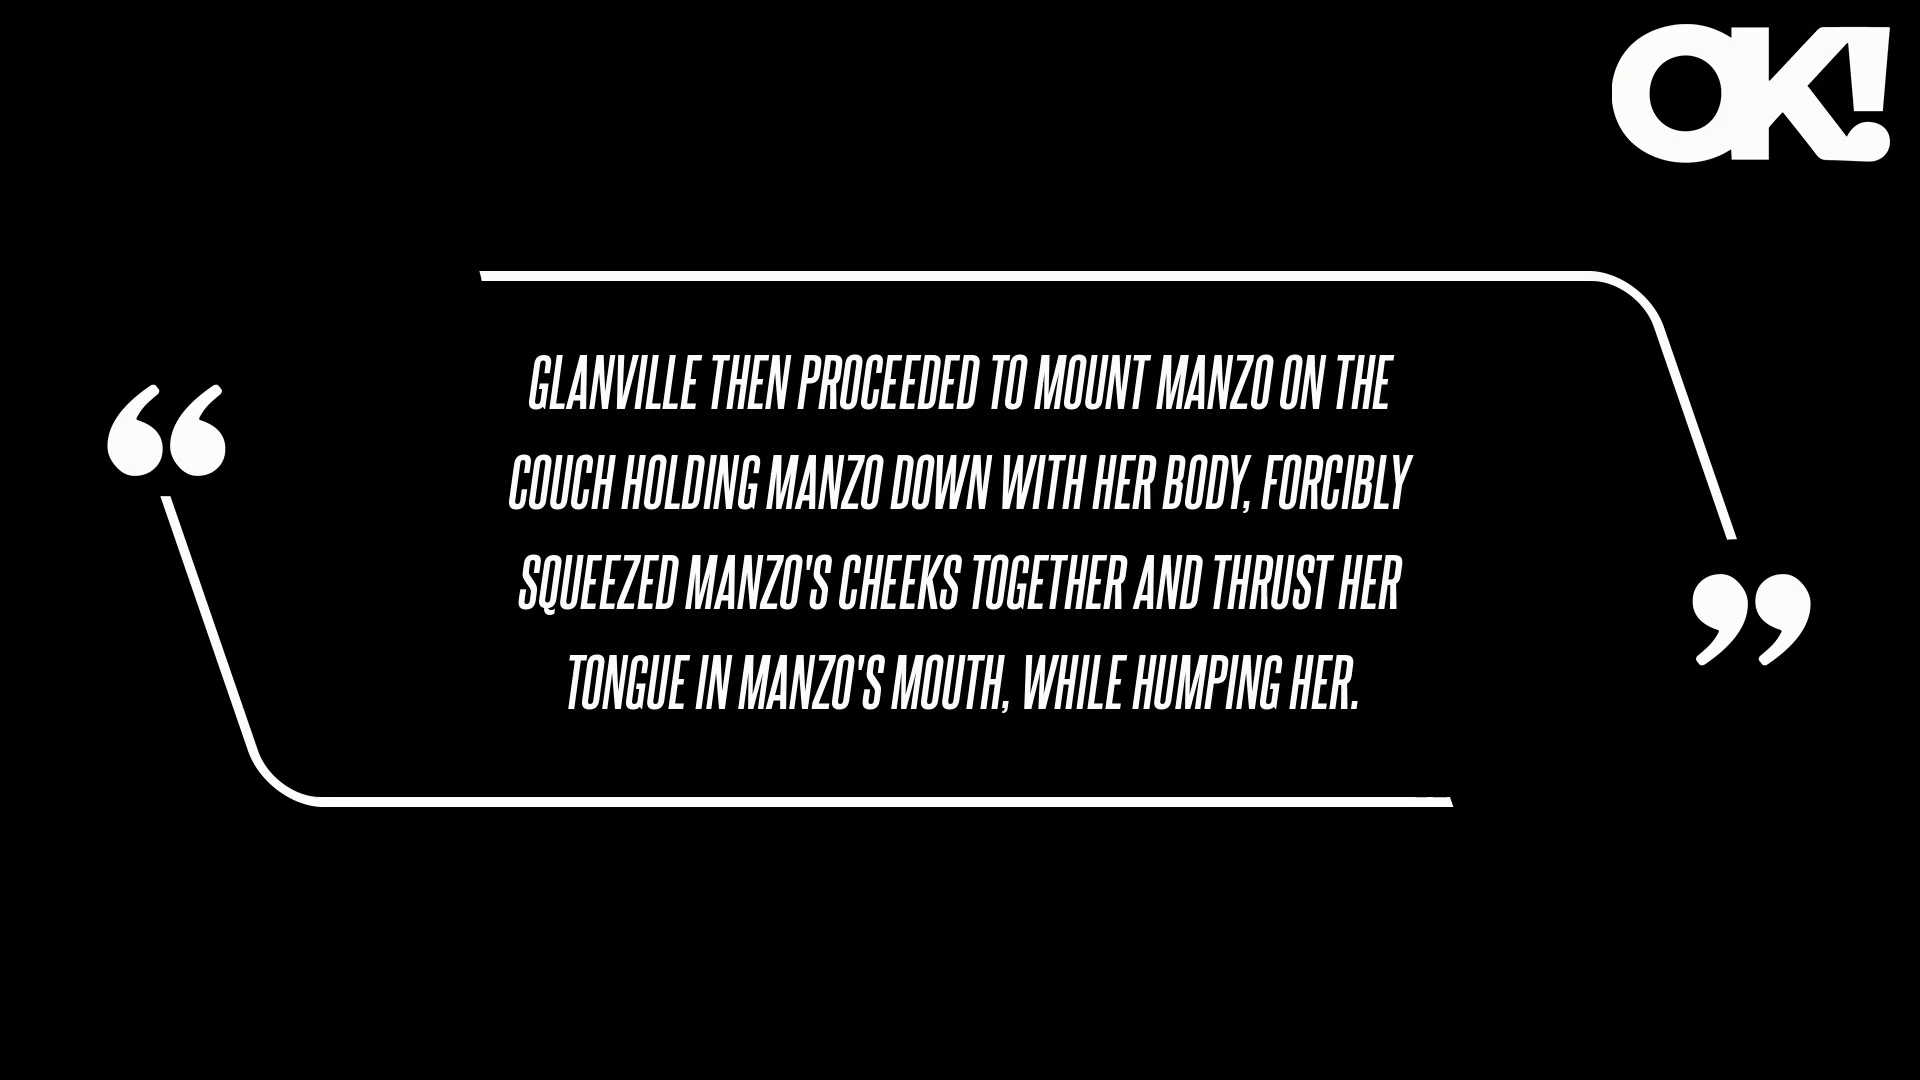 OK!
“
GLANVILLE THEN PROCEEDED TO MOUNT MANZO ON THE
COUCH HOLDING MANZO DOWN WITH HER BODY, FORCIBLY
SQUEEZED MANZO'S CHEEKS TOGETHER AND THRUST HER
TONGUE IN MANZO'S MOUTH, WHILE HUMPING HER.
”